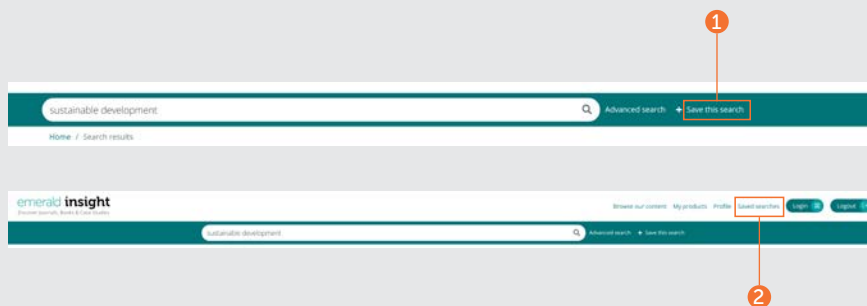 1
sustainable development Advanced search + Save this search
Home / Search results
emerald insight
Discover Journals, Books & Case Studies
Browse our content My products Profile Saved searches Login Logout
sustainable development Advanced search + Save this search
2